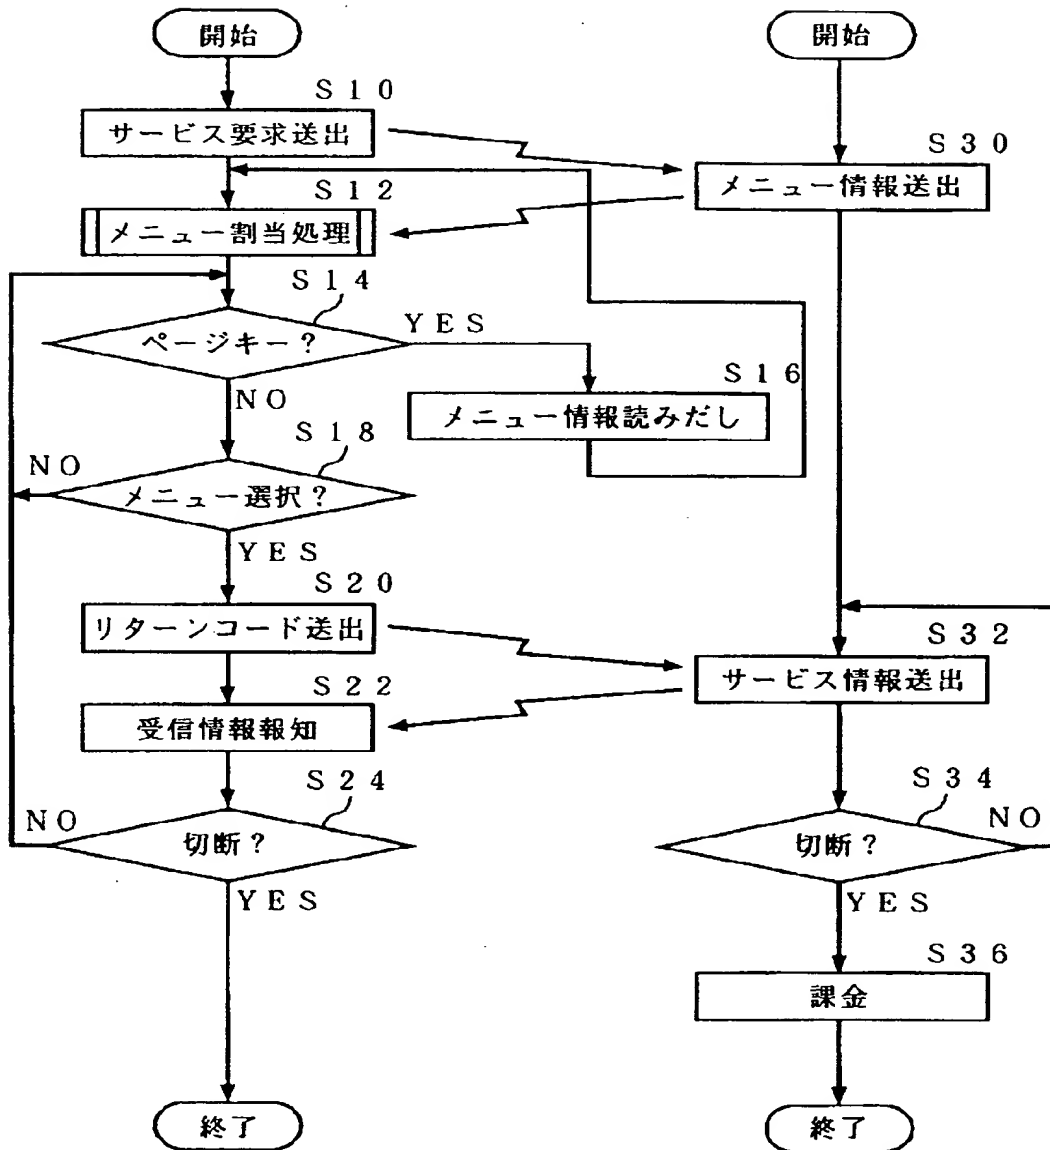 開始
S10
サービス要求送出
S12
メニュー割当処理
S14
ページキー?
YES
NO
S16
メニュー情報読みだし
S18
メニュー選択?
NO
YES
S20
リターンコード送出
S22
受信情報報知
S24
切断?
NO
YES
終了
開始
S30
メニュー情報送出
S32
サービス情報送出
S34
切断?
NO
YES
S36
課金
終了